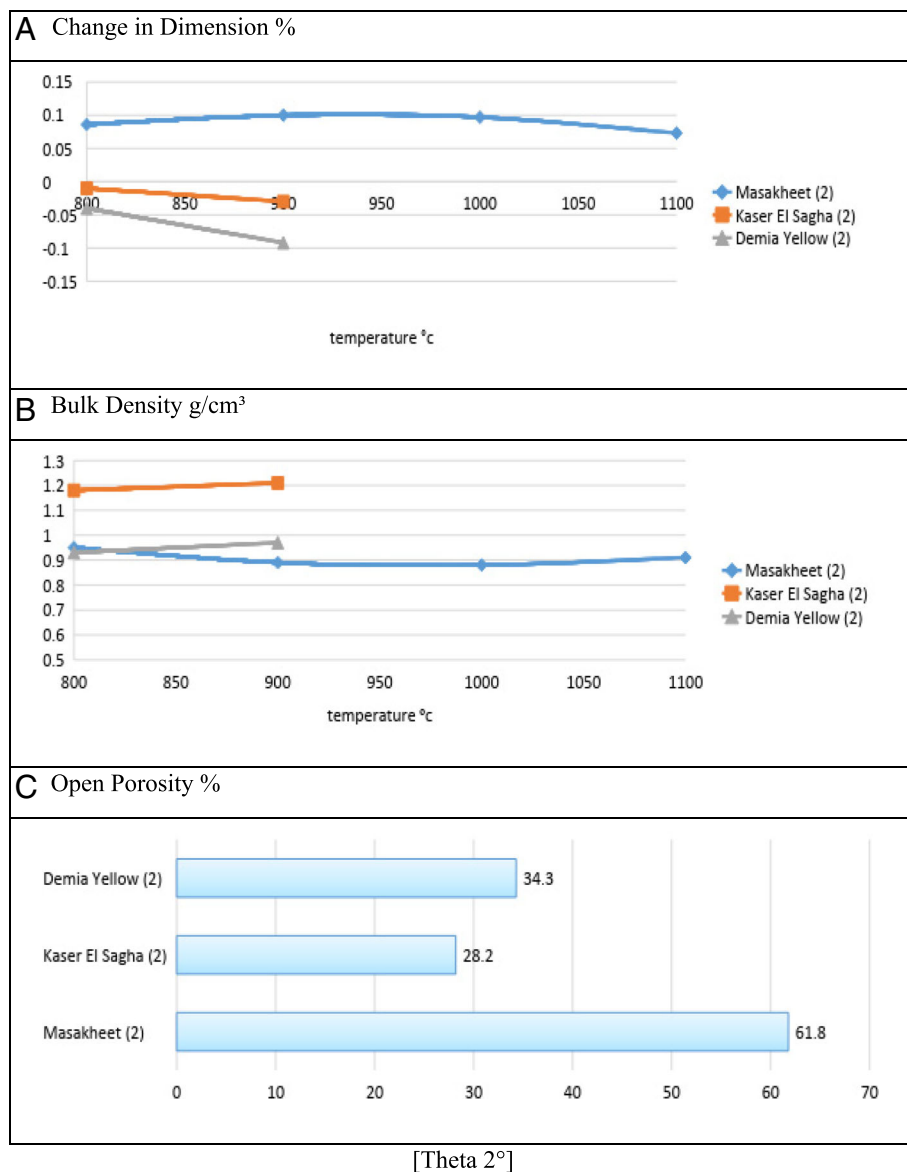 A Change in Dimension %
0.15
0.1
0.05
0
-0.05
-0.1
-0.15
800 850 900 950 1000 1050 1100
temperature °c
Masakheet (2)
Kaser El Sagha (2)
Demia Yellow (2)
B Bulk Density g/cm³
1.3
1.2
1.1
1
0.9
0.8
0.7
0.6
0.5
800 850 900 950 1000 1050 1100
temperature °c
Masakheet (2)
Kaser El Sagha (2)
Demia Yellow (2)
C Open Porosity %
Demia Yellow (2) 34.3
Kaser El Sagha (2) 28.2
Masakheet (2) 61.8
0 10 20 30 40 50 60 70
[Theta 2°]